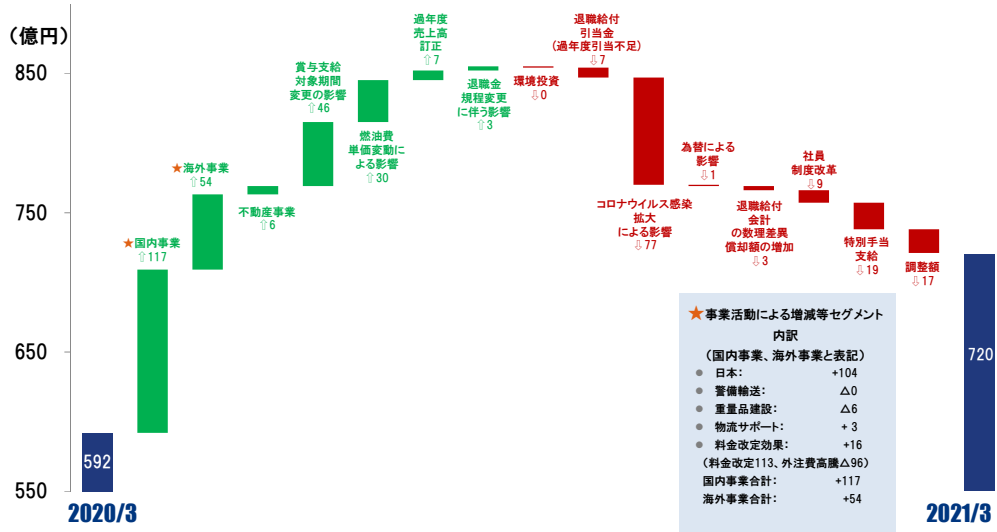 (億円)
850
750
650
550
592
2020/3
★国内事業
⇧117
★海外事業
⇧54
不動産事業
⇧6
賞与支給
対象期間
変更の影響
⇧46
燃油費
単価変動に
よる影響
⇧30
過年度
売上高
訂正
⇧7
退職金
規程変更
に伴う影響
⇧3
環境投資
⇩0
退職給付
引当金
(過年度引当不足)
⇩7
コロナウイルス感染
拡大
による影響
⇩77
為替による
影響
⇩1
退職給付
会計
の数理差異
償却額の増加
⇩3
社員
制度改革
⇩9
特別手当
支給
⇩19
調整額
⇩17
720
2021/3
★事業活動による増減等セグメント
内訳
(国内事業、海外事業と表記)
● 日本: +104
● 警備輸送: △0
● 重量品建設: △6
● 物流サポート: + 3
● 料金改定効果: +16
(料金改定113、外注費高騰△96)
国内事業合計: +117
海外事業合計: +54